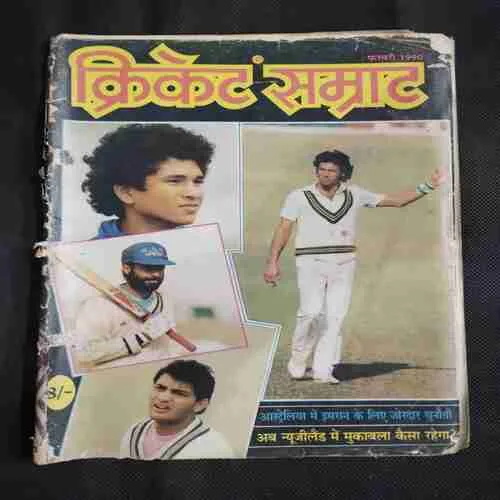 फरवरी 1990
क्रिकेट सम्राट
8/-
आस्ट्रेलिया में इमरान के लिए जोरदार चुनौती
अब न्यूजीलैंड में मुकाबला कैसा रहेगा?